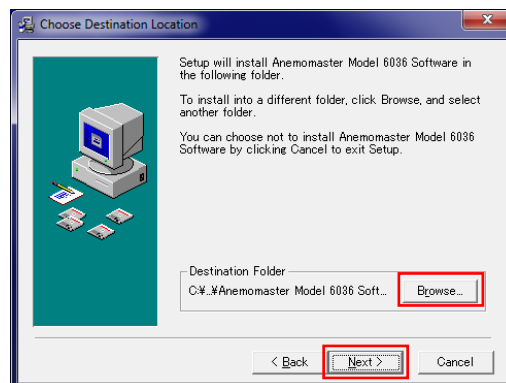 Choose Destination Location
Setup will install Anemomaster Model 6036 Software in
the following folder.
To install into a different folder, click Browse, and select
another folder.
You can choose not to install Anemomaster Model 6036
Software by clicking Cancel to exit Setup.
Destination Folder
C:¥..¥Anemomaster Model 6036 Soft...
Browse...
< Back
Next >
Cancel